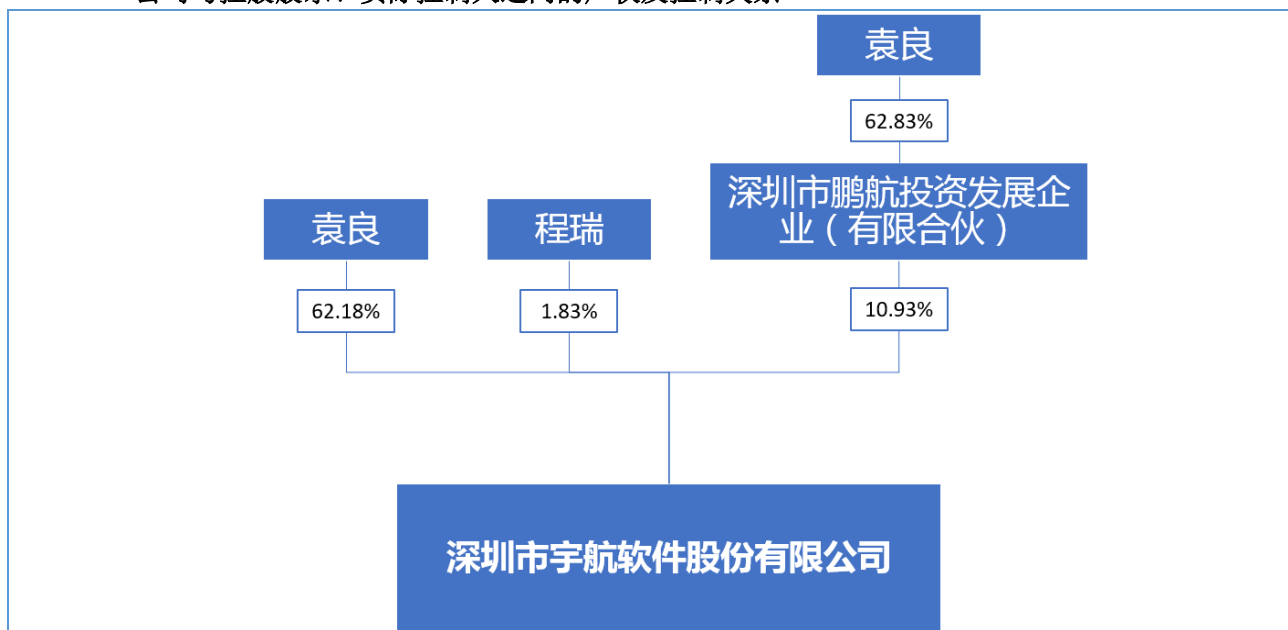 袁良
62.83%
深圳市鹏航投资发展企
业（有限合伙）
袁良
程瑞
62.18%
1.83%
10.93%
深圳市宇航软件股份有限公司